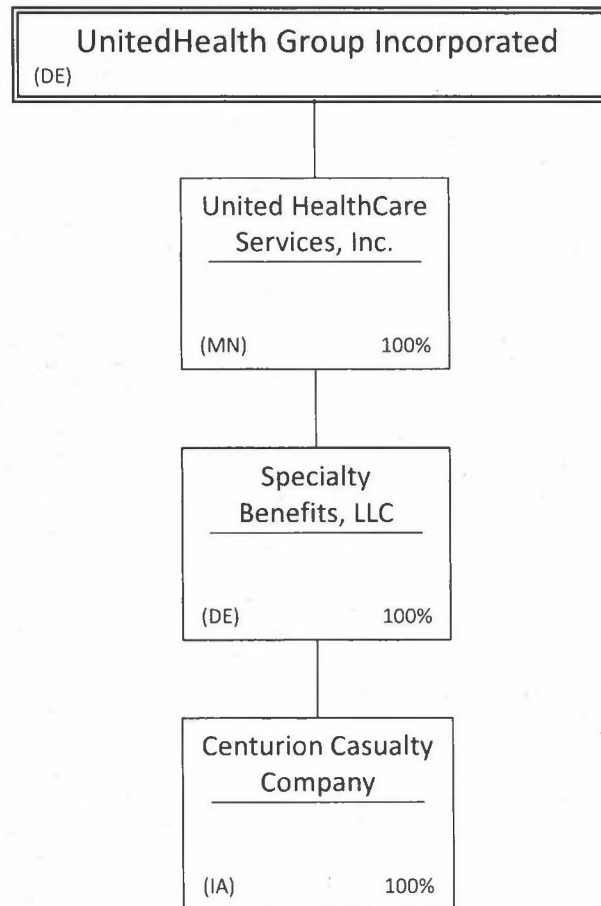 UnitedHealth Group Incorporated
(DE)
United HealthCare
Services, Inc.
(MN) 100%
Specialty
Benefits, LLC
(DE) 100%
Centurion Casualty
Company
(IA) 100%